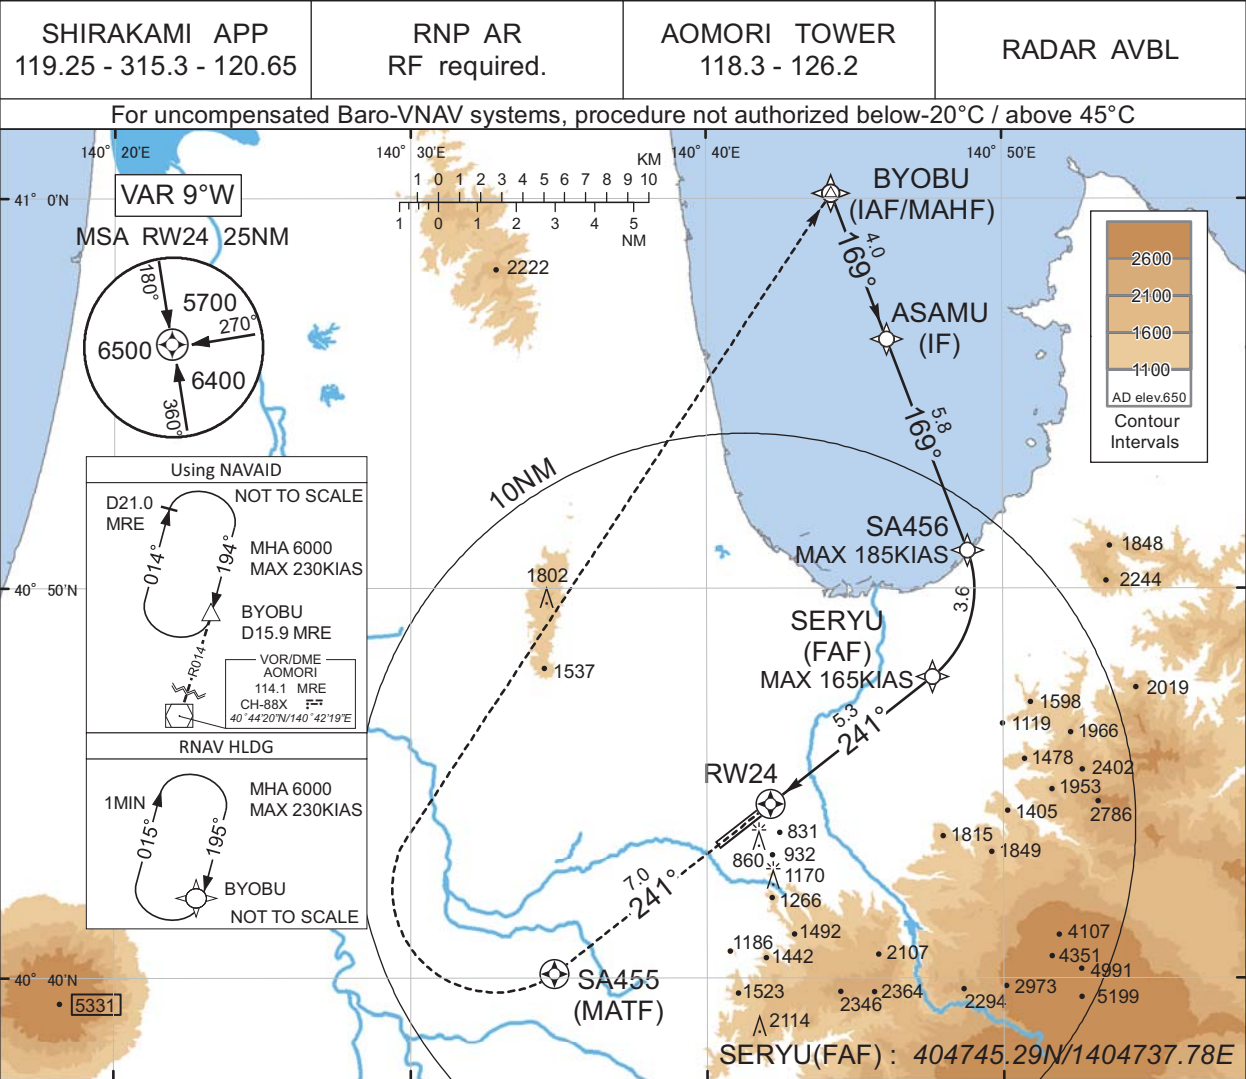 SHIRAKAMI APP
119.25 - 315.3 - 120.65
RNP AR
RF required.
AOMORI TOWER
118.3 - 126.2
RADAR AVBL
For uncompensated Baro-VNAV systems, procedure not authorized below-20°C / above 45°C
140° 20'E
140° 30'E
140° 40'E
140° 50'E
41° 0'N
VAR 9°W
MSA RW24 25NM
180°
5700
270°
6500
6400
360°
KM
1 0 1 2 3 4 5 6 7 8 9 10
1 0 1 2 3 4 5
NM
2222
BYOBU
(IAF/MAHF)
4.0
169°
ASAMU
(IF)
5.8
169°
2600
2100
1600
1100
AD elev.650
Contour
Intervals
10NM
Using NAVAID
NOT TO SCALE
D21.0
MRE
014°
194°
MHA 6000
MAX 230KIAS
BYOBU
D15.9 MRE
R014
VOR/DME
AOMORI
114.1 MRE
CH-88X
40°44'20"N/140°42'19"E
RNAV HLDG
1MIN
MHA 6000
MAX 230KIAS
015°
195°
BYOBU
NOT TO SCALE
SA456
MAX 185KIAS
1848
2244
1802
40° 50'N
3.6
SERYU
(FAF)
MAX 165KIAS
1537
5.3
241°
2019
1598
1119
1966
1478
2402
1953
1405
2786
1815
1849
RW24
831
860
932
1170
1266
7.0
241°
1492
1186
1442
2107
4107
4351
4991
40° 40'N
5331
SA455
(MATF)
1523
2346
2364
2294
2973
5199
2114
SERYU(FAF) : 404745.29N/1404737.78E